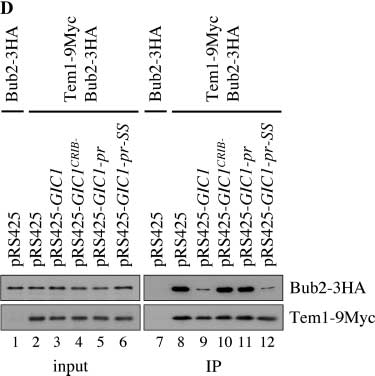 D
Bub2-3HA
Tem1-9Myc
Bub2-3HA
Bub2-3HA
Tem1-9Myc
Bub2-3HA
pRS425
pRS425
pRS425-GIC1
pRS425-GIC1CRIB-
pRS425-GIC1-pr
pRS425-GIC1-pr-SS
pRS425
pRS425
pRS425-GIC1
pRS425-GIC1CRIB-
pRS425-GIC1-pr
pRS425-GIC1-pr-SS
Bub2-3HA
Tem1-9Myc
1 2 3 4 5 6 7 8 9 10 11 12
input IP